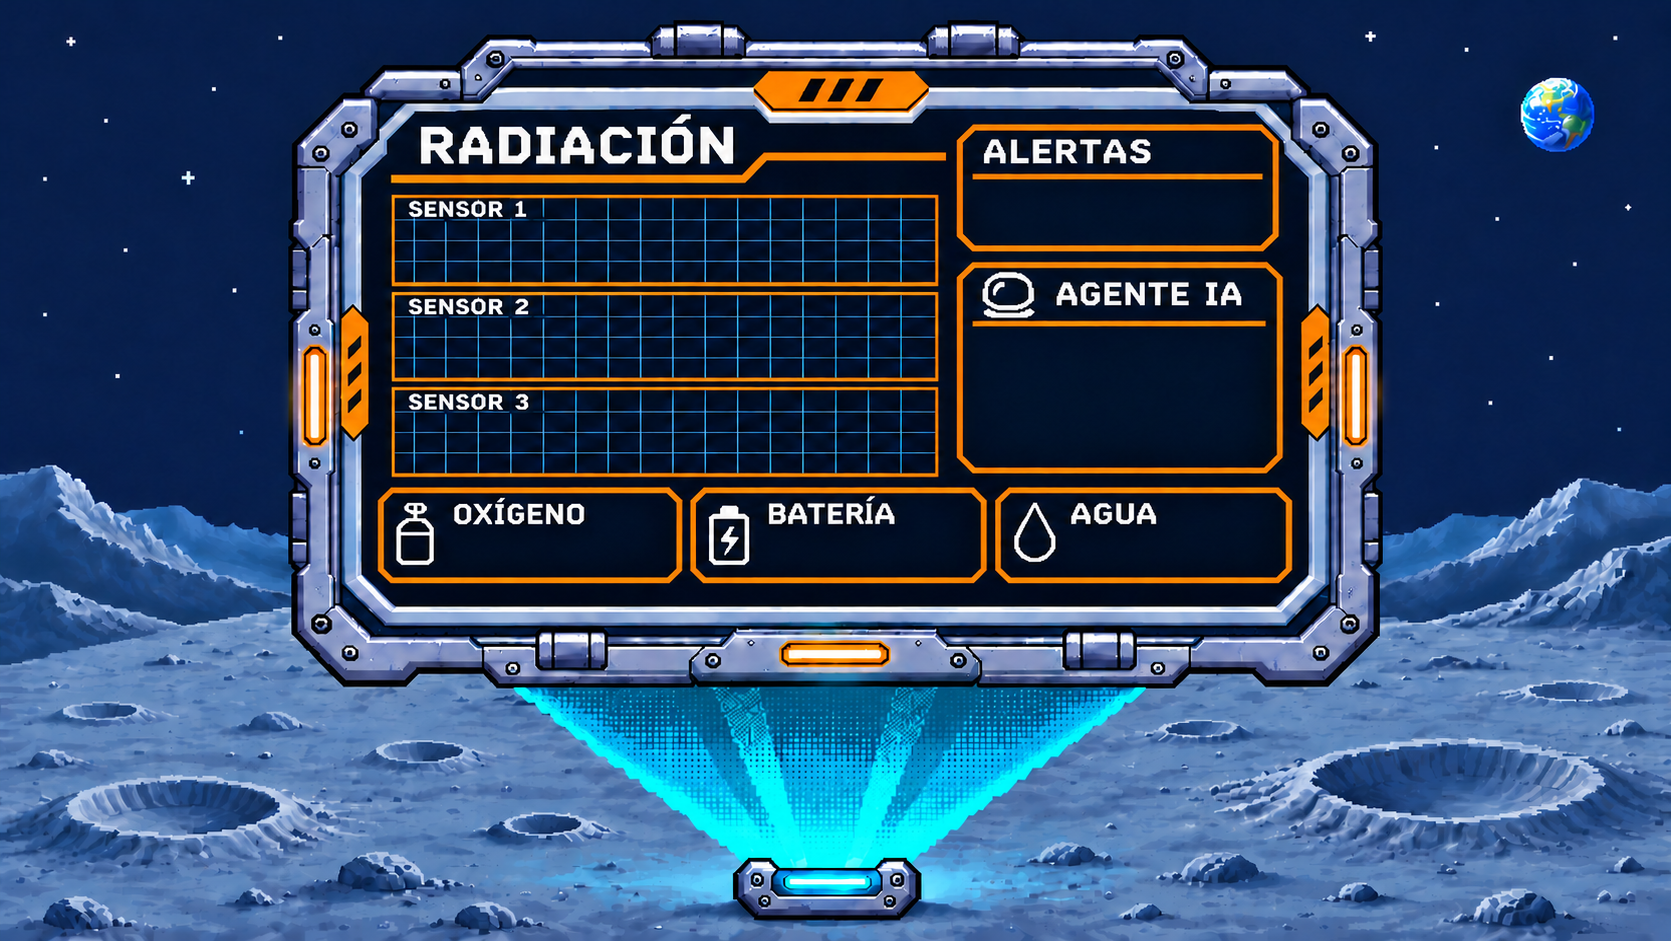 RADIACIÓN
SENSOR 1
SENSOR 2
SENSOR 3
ALERTAS
AGENTE IA
OXÍGENO
BATERÍA
AGUA